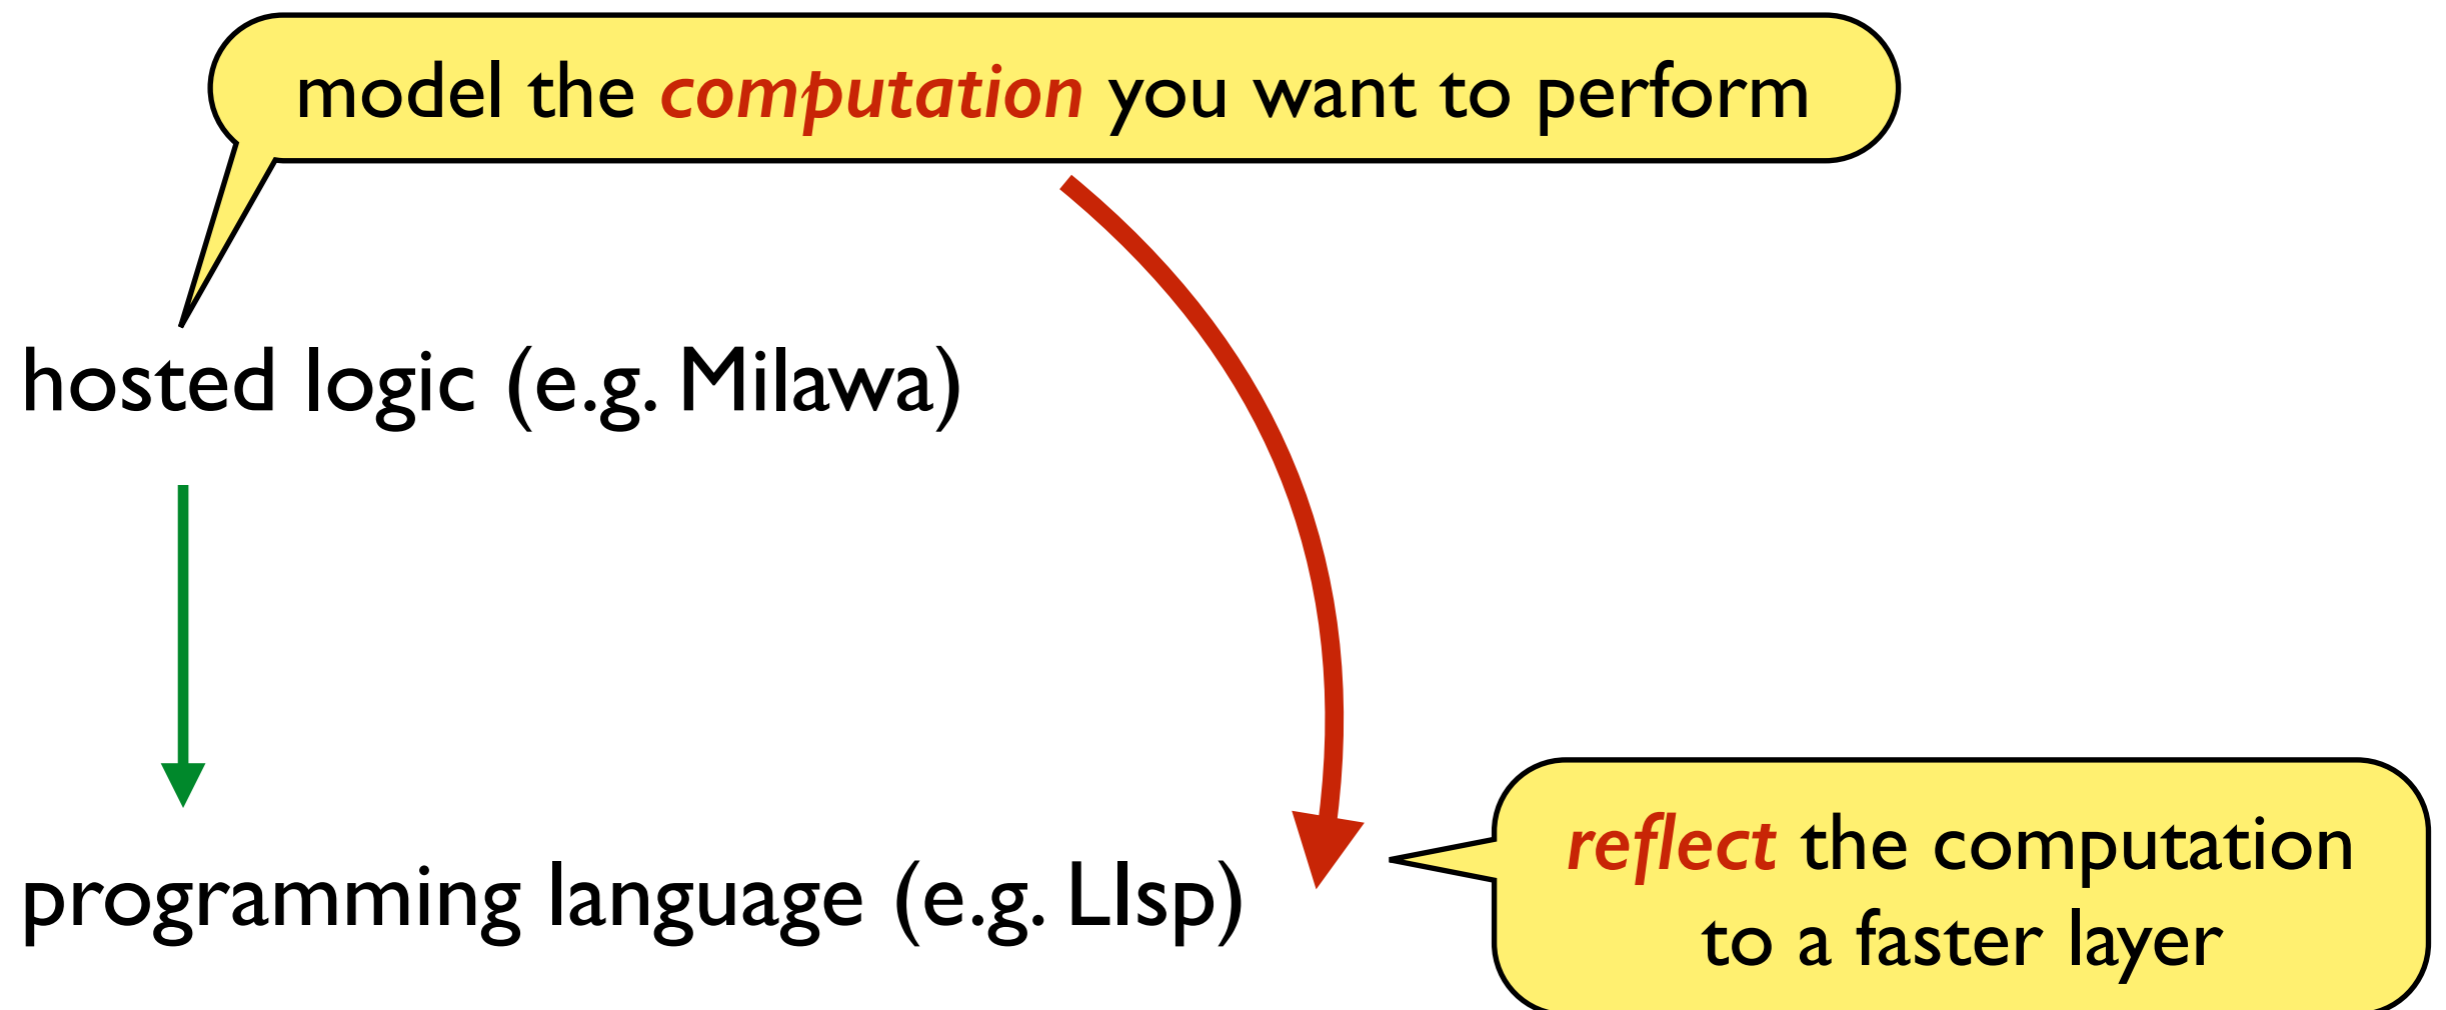 model the computation you want to perform
hosted logic (e.g. Milawa)
programming language (e.g. LIsp)
reflect the computation
to a faster layer